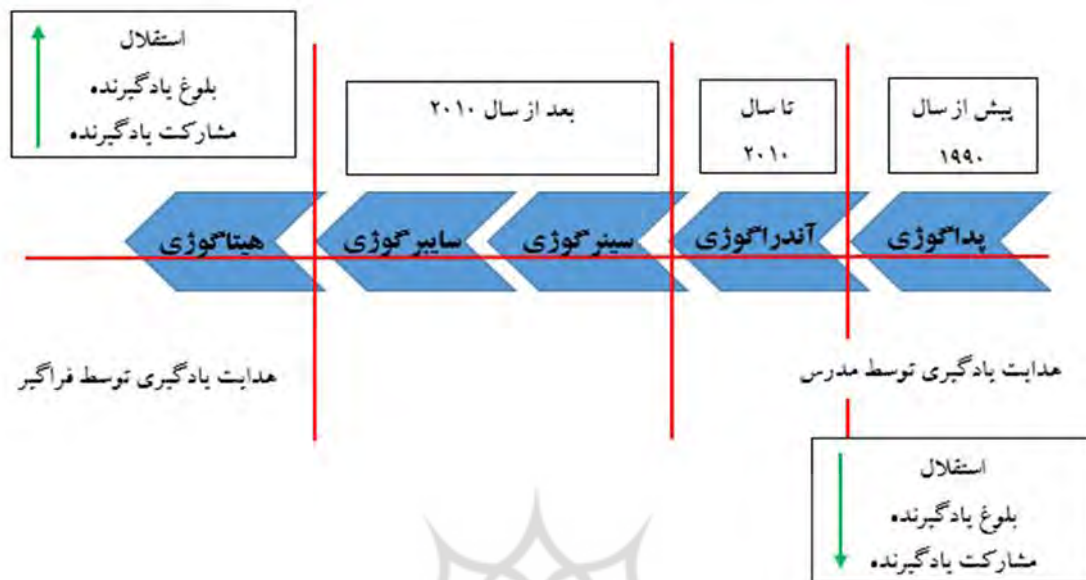 استقلال
بلوغ یادگیرنده
مشارکت یادگیرنده
پیش از سال
۱۹۹۰
تا سال
۲۰۱۰
بعد از سال ۲۰۱۰
پداگوژی
آندراگوژی
سینرگوژی
سایبرگوژی
هیتاگوژی
هدایت یادگیری توسط مدرس
هدایت یادگیری توسط فراگیر
استقلال
بلوغ یادگیرنده
مشارکت یادگیرنده